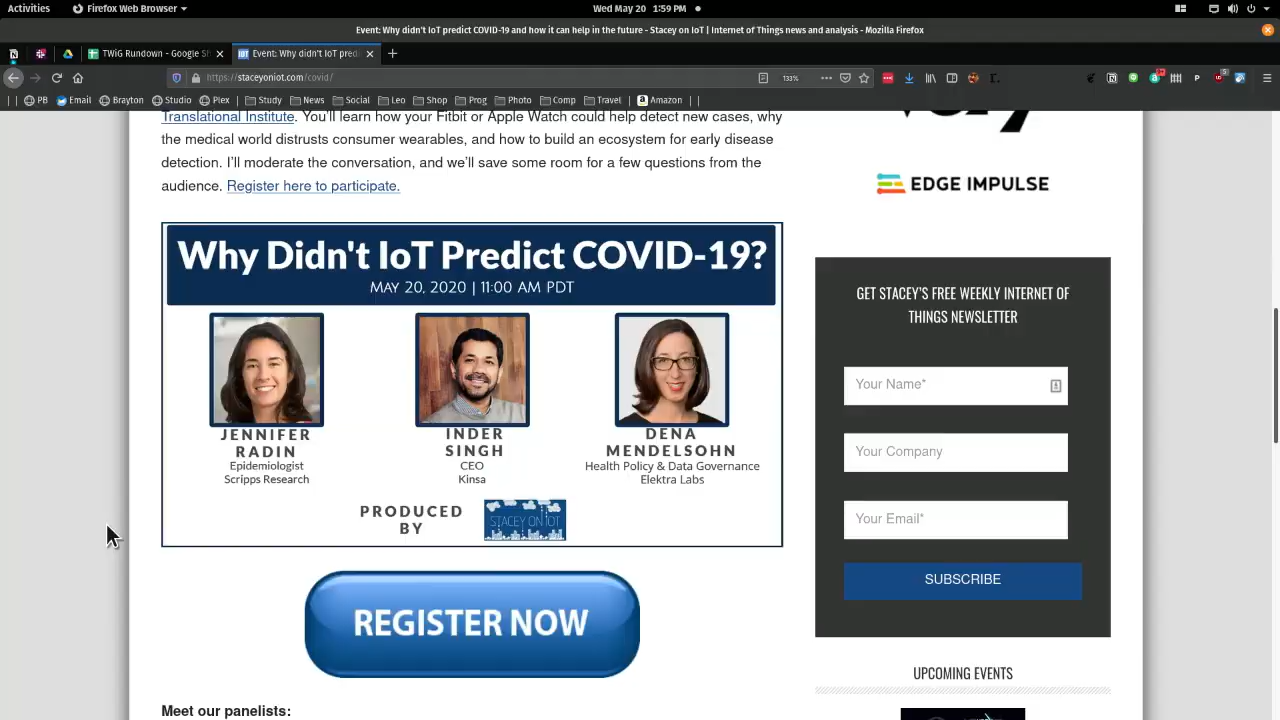 Activities
Firefox Web Browser
Wed May 20 1:59 PM
Event: Why didn't IoT predict COVID-19 and how it can help in the future - Stacey on IoT | Internet of Things news and analysis - Mozilla Firefox
TWiG Rundown - Google Sh
Event: Why didn't IoT pred
https://staceyoniot.com/covid/
133%
PB
Email
Brayton
Studio
Plex
Study
News
Social
Leo
Shop
Prog
Photo
Comp
Travel
Amazon
Translational Institute. You'll learn how your Fitbit or Apple Watch could help detect new cases, why
the medical world distrusts consumer wearables, and how to build an ecosystem for early disease
detection. I'll moderate the conversation, and we'll save some room for a few questions from the
audience. Register here to participate.
Why Didn't IoT Predict COVID-19?
MAY 20, 2020 | 11:00 AM PDT
JENNIFER
RADIN
Epidemiologist
Scripps Research
INDER
SINGH
CEO
Kinsa
DENA
MENDELSOHN
Health Policy & Data Governance
Elektra Labs
PRODUCED
BY
STACEY ON IOT
REGISTER NOW
Meet our panelists:
EDGE IMPULSE
GET STACEY'S FREE WEEKLY INTERNET OF
THINGS NEWSLETTER
Your Name*
Your Company
Your Email*
SUBSCRIBE
UPCOMING EVENTS